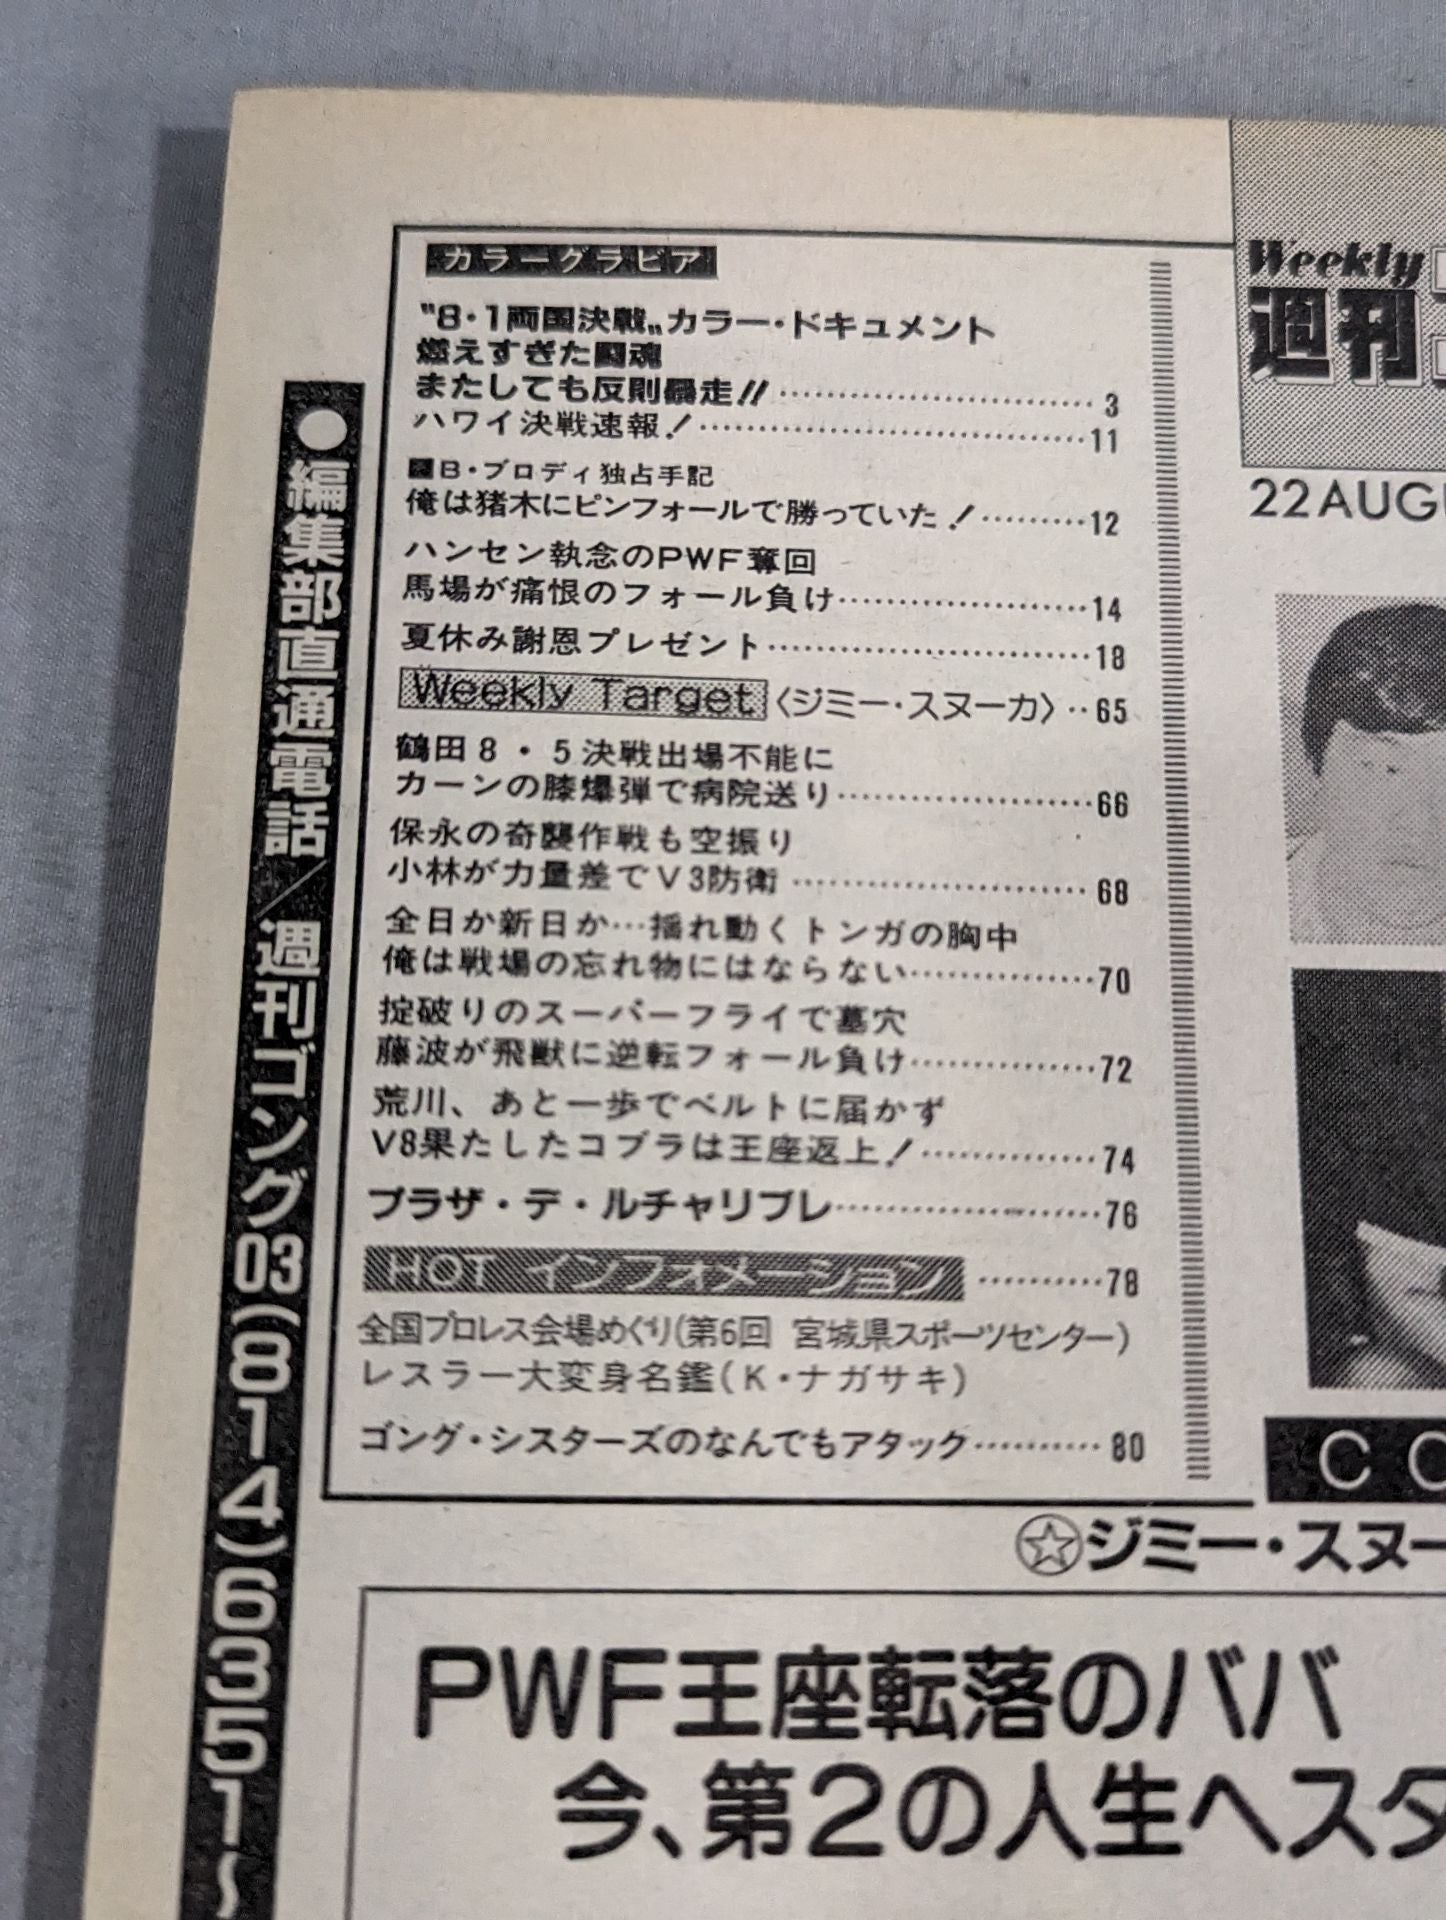 カラーグラビア
"8・1両国決戦„カラー・ドキュメント
燃えすぎた闘魂
またしても反則暴走!!……………………… 3
ハワイ決戦速報!……………………………11
B・ブロディ独占手記
俺は猪木にピンフォールで勝っていた!………12
ハンセン執念のPWF奪回
馬場が痛恨のフォール負け…………………14
夏休み謝恩プレゼント………………………18
Weekly Target〈ジミー・スヌーカ〉‥65
鶴田8・5決戦出場不能に
カーンの膝爆弾で病院送り…………………66
保永の奇襲作戦も空振り
小林が力量差でV3防衛……………………68
全日か新日か…揺れ動くトンガの胸中
俺は戦場の忘れ物にはならない……………70
掟破りのスーパーフライで墓穴
藤波が飛獣に逆転フォール負け……………72
荒川、あと一歩でベルトに届かず
V8果たしたコブラは王座返上!……………74
プラザ・デ・ルチャリブレ…………………76
HOT インフォメーション…………78
全国プロレス会場めぐり(第6回 宮城県スポーツセンター)
レスラー大変身名鑑(K・ナガサキ)
ゴング・シスターズのなんでもアタック…………80
●編集部直通電話/週刊ゴング03(814)6351〜
Weekly
週刊
22AUGU
CO
☆ジミー・スヌー
PWF王座転落のババ
今、第2の人生へスタ